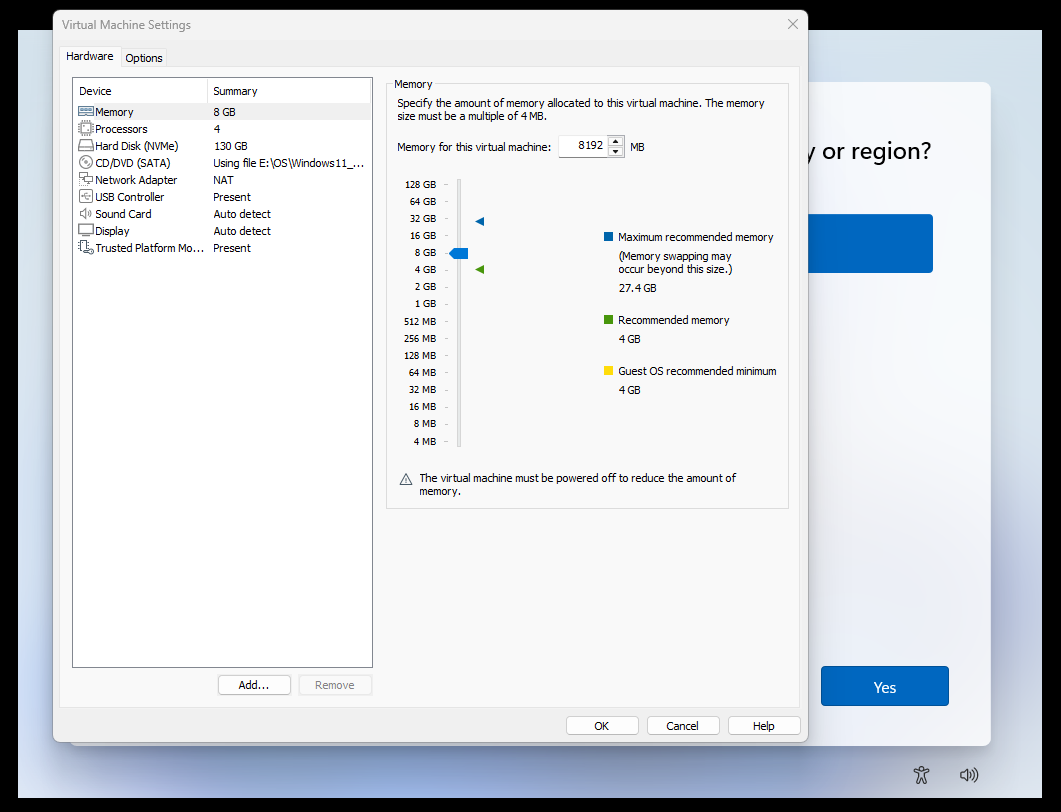 Virtual Machine Settings
Hardware
Options
Device Summary
Memory 8 GB
Processors 4
Hard Disk (NVMe) 130 GB
CD/DVD (SATA) Using file E:\OS\Windows11_...
Network Adapter NAT
USB Controller Present
Sound Card Auto detect
Display Auto detect
Trusted Platform Mo... Present
Add...
Remove
Memory
Specify the amount of memory allocated to this virtual machine. The memory
size must be a multiple of 4 MB.
Memory for this virtual machine: 8192 MB
128 GB
64 GB
32 GB
16 GB
8 GB
4 GB
2 GB
1 GB
512 MB
256 MB
128 MB
64 MB
32 MB
16 MB
8 MB
4 MB
Maximum recommended memory
(Memory swapping may
occur beyond this size.)
27.4 GB
Recommended memory
4 GB
Guest OS recommended minimum
4 GB
The virtual machine must be powered off to reduce the amount of
memory.
OK
Cancel
Help
or region?
Yes